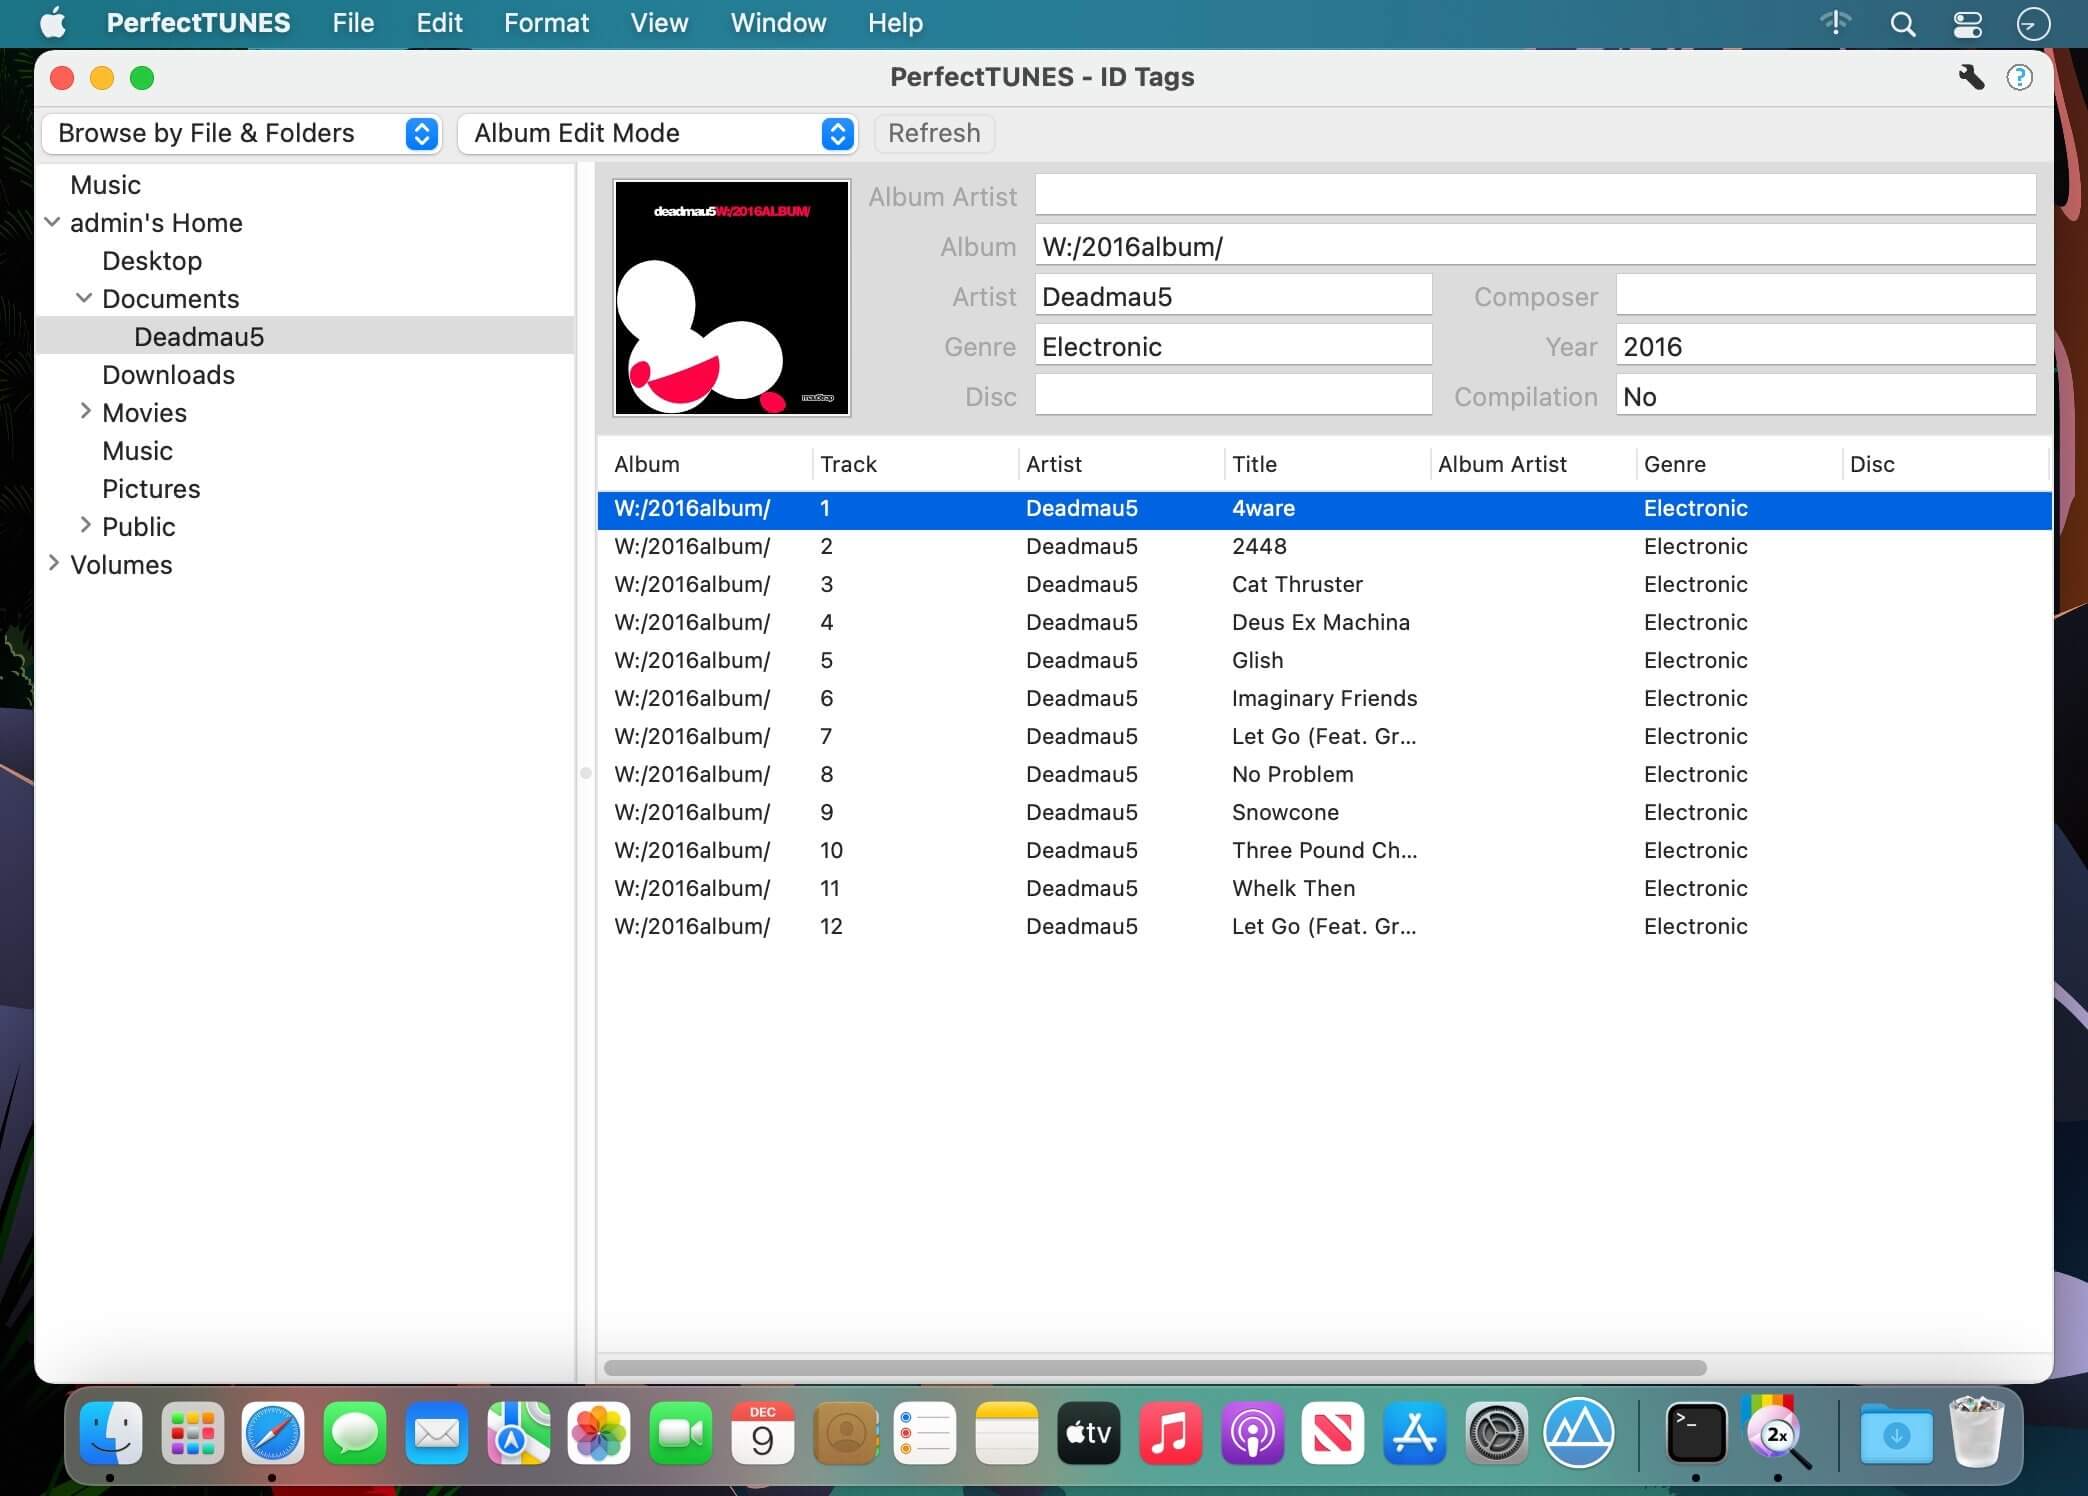 PerfectTUNES File Edit Format View Window Help
PerfectTUNES - ID Tags
?
Browse by File & Folders Album Edit Mode Refresh
Music
admin's Home
Desktop
Documents
Deadmau5
Downloads
Movies
Music
Pictures
Public
Volumes
deadmau5W:/2016ALBUM/
mau5trap
Album Artist
Album W:/2016album/
Artist Deadmau5 Composer
Genre Electronic Year 2016
Disc Compilation No
Album Track Artist Title Album Artist Genre Disc
W:/2016album/ 1 Deadmau5 4ware Electronic
W:/2016album/ 2 Deadmau5 2448 Electronic
W:/2016album/ 3 Deadmau5 Cat Thruster Electronic
W:/2016album/ 4 Deadmau5 Deus Ex Machina Electronic
W:/2016album/ 5 Deadmau5 Glish Electronic
W:/2016album/ 6 Deadmau5 Imaginary Friends Electronic
W:/2016album/ 7 Deadmau5 Let Go (Feat. Gr... Electronic
W:/2016album/ 8 Deadmau5 No Problem Electronic
W:/2016album/ 9 Deadmau5 Snowcone Electronic
W:/2016album/ 10 Deadmau5 Three Pound Ch... Electronic
W:/2016album/ 11 Deadmau5 Whelk Then Electronic
W:/2016album/ 12 Deadmau5 Let Go (Feat. Gr... Electronic
DEC
9
tv
>_
2x